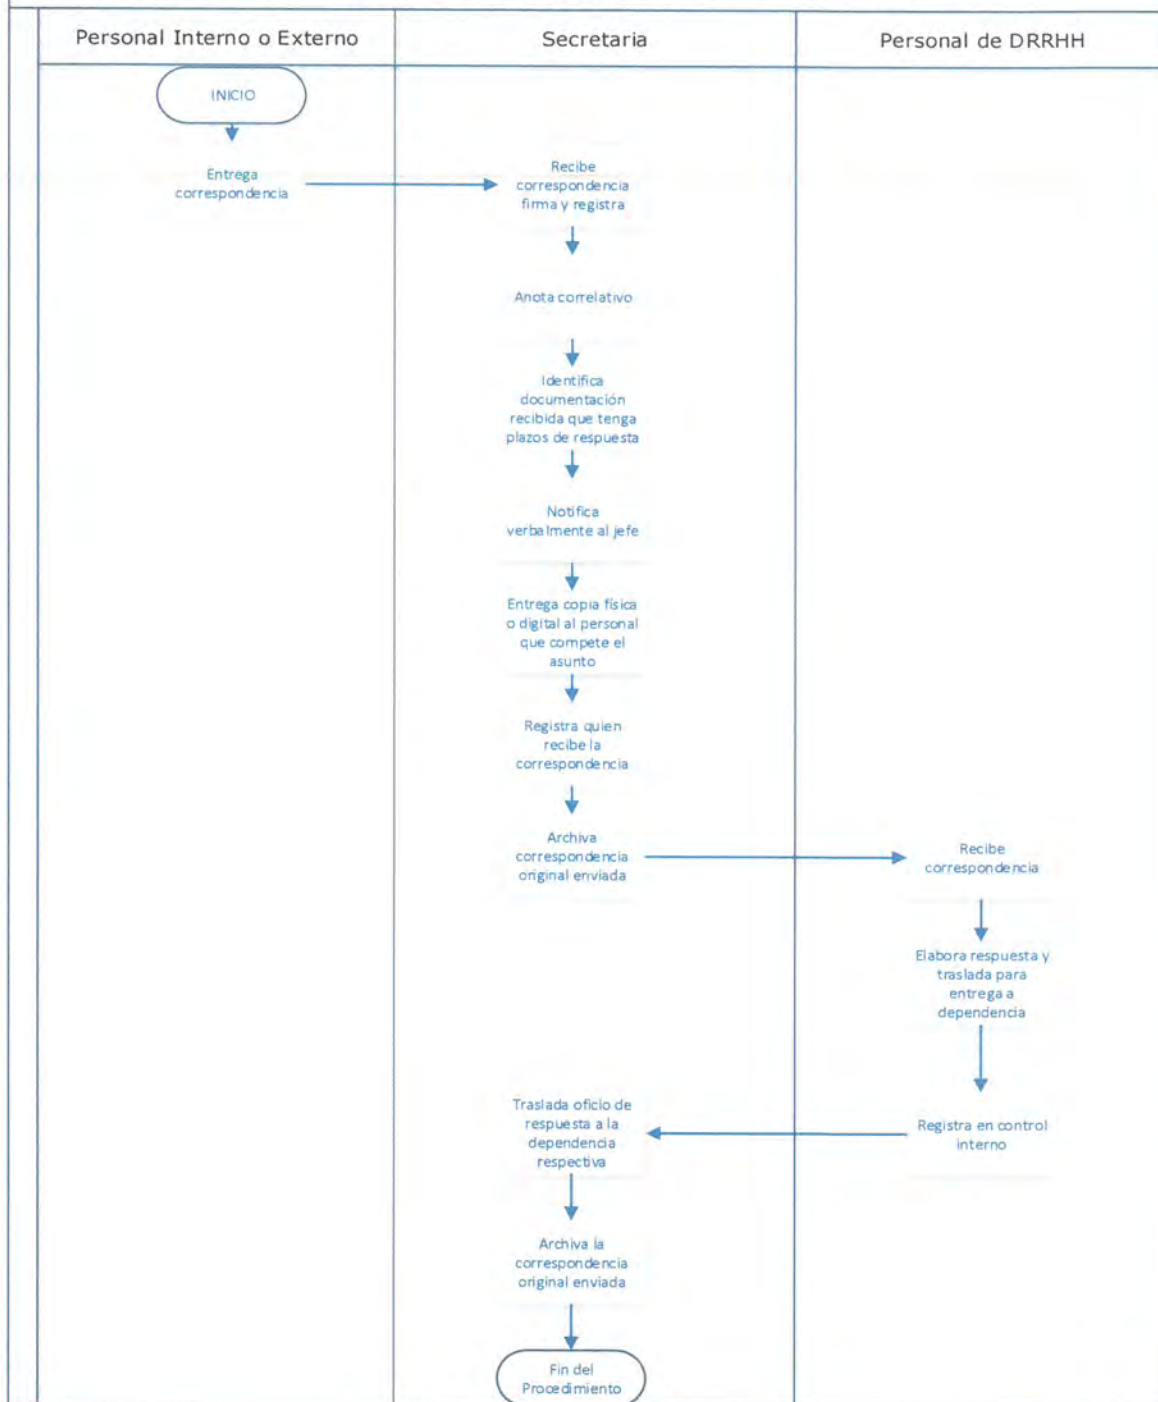 Personal Interno o Externo
Secretaria
Personal de DRRHH
INICIO
Entrega
correspondencia
Recibe
correspondencia
firma y registra
Anota correlativo
Identifica
documentación
recibida que tenga
plazos de respuesta
Notifica
verbalmente al jefe
Entrega copia física
o digital al personal
que compete el
asunto
Registra quien
recibe la
correspondencia
Archiva
correspondencia
original enviada
Recibe
correspondencia
Elabora respuesta y
traslada para
entrega a
dependencia
Registra en control
interno
Traslada oficio de
respuesta a la
dependencia
respectiva
Archiva la
correspondencia
original enviada
Fin del
Procedimiento